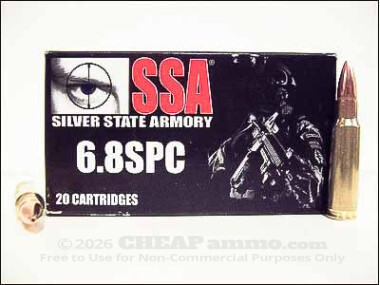 SSA
SILVER STATE ARMORY
6.8SPC
20 CARTRIDGES
© 2026 CHEAPammo.com
Free to Use for Non-Commercial Purposes Only